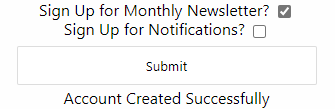 Sign Up for Monthly Newsletter?
Sign Up for Notifications?
Submit
Account Created Successfully